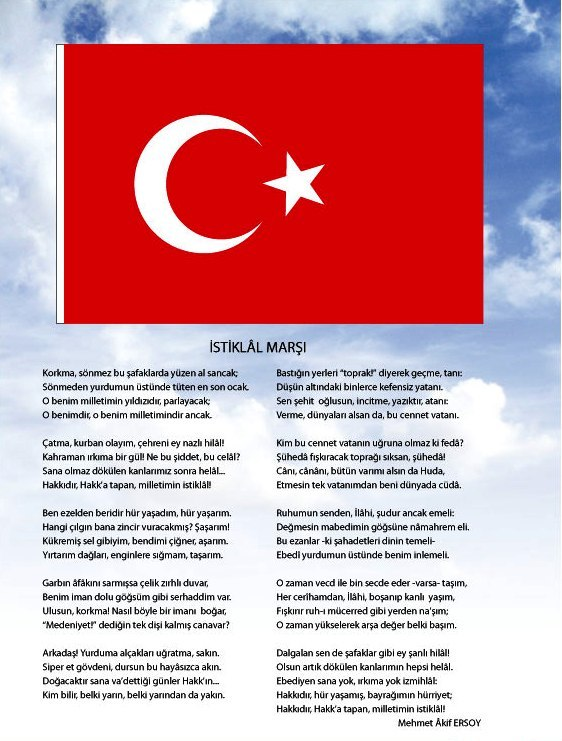 İSTİKLÂL MARŞI
Korkma, sönmez bu şafaklarda yüzen al sancak;
Sönmeden yurdumun üstünde tüten en son ocak.
O benim milletimin yıldızıdır, parlayacak;
O benimdir, o benim milletimindir ancak.
Çatma, kurban olayım, çehreni ey nazlı hilâl!
Kahraman ırkıma bir gül! Ne bu şiddet, bu celâl?
Sana olmaz dökülen kanlarımız sonra helâl...
Hakkıdır, Hakk'a tapan, milletimin istiklâl!
Ben ezelden beridir hür yaşadım, hür yaşarım.
Hangi çılgın bana zincir vuracakmış? Şaşarım!
Kükremiş sel gibiyim, bendimi çiğner, aşarım.
Yırtarım dağları, enginlere sığmam, taşarım.
Garbın âfâkını sarmışsa çelik zırhlı duvar,
Benim iman dolu göğsüm gibi serhaddim var.
Ulusun, korkma! Nasıl böyle bir imanı boğar,
“Medeniyet!” dediğin tek dişi kalmış canavar?
Arkadaş! Yurduma alçakları uğratma, sakın.
Siper et gövdeni, dursun bu hayâsızca akın.
Doğacaktır sana va'dettiği günler Hakk'ın...
Kim bilir, belki yarın, belki yarından da yakın.
Bastığın yerleri “toprak!” diyerek geçme, tanı:
Düşün altındaki binlerce kefensiz yatanı.
Sen şehit oğlusun, incitme, yazıktır, atanı:
Verme, dünyaları alsan da, bu cennet vatanı.
Kim bu cennet vatanın uğruna olmaz ki fedâ?
Şühedâ fışkıracak toprağı sıksan, şühedâ!
Cânı, cânânı, bütün varımı alsın da Huda,
Etmesin tek vatanımdan beni dünyada cüdâ.
Ruhumun senden, İlâhi, şudur ancak emeli:
Değmesin mabedimin göğsüne nâmahrem eli.
Bu ezanlar -ki şahadetleri dinin temeli-
Ebedî yurdumun üstünde benim inlemeli.
O zaman vecd ile bin secde eder -varsa- taşım,
Her cerîhamdan, İlâhi, boşanıp kanlı yaşım,
Fışkırır ruh-ı mücerred gibi yerden na'şım;
O zaman yükselerek arşa değer belki başım.
Dalgalan sen de şafaklar gibi ey şanlı hilâl!
Olsun artık dökülen kanlarımın hepsi helâl.
Ebediyen sana yok, ırkıma yok izmihlâl:
Hakkıdır, hür yaşamış, bayrağımın hürriyet;
Hakkıdır, Hakk'a tapan, milletimin istiklâl!
Mehmet Âkif ERSOY